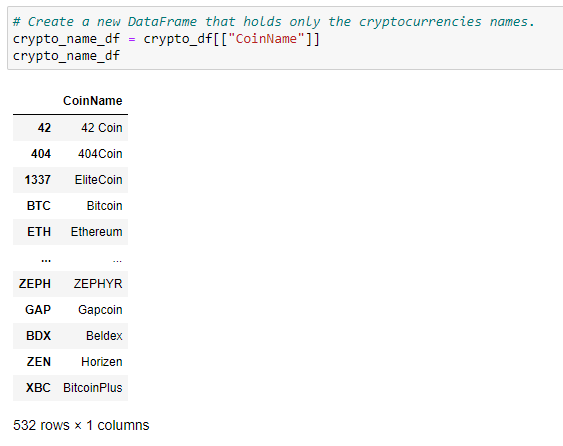 # Create a new DataFrame that holds only the cryptocurrencies names.
crypto_name_df = crypto_df[["CoinName"]]
crypto_name_df
CoinName
42 42 Coin
404 404Coin
1337 EliteCoin
BTC Bitcoin
ETH Ethereum
... ...
ZEPH ZEPHYR
GAP Gapcoin
BDX Beldex
ZEN Horizen
XBC BitcoinPlus
532 rows × 1 columns